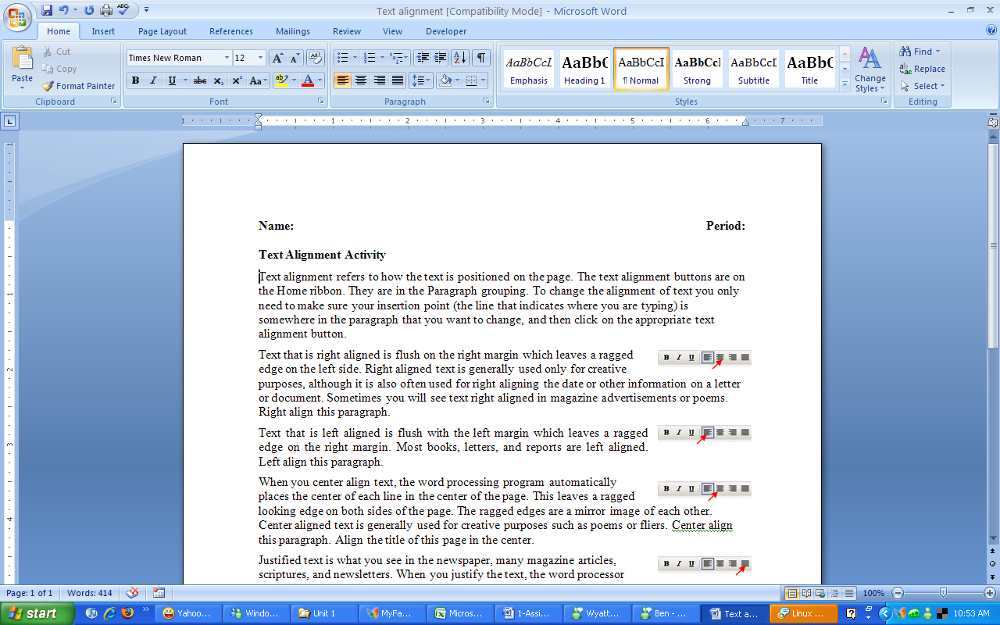 Text alignment [Compatibility Mode] - Microsoft Word
Home Insert Page Layout References Mailings Review View Developer
Paste
Cut
Copy
Format Painter
Clipboard
Times New Roman 12
B I U abc X₂ X² Aa
Font
Paragraph
AaBbCcI AaBbC AaBbCcI AaBbCcI AaBbCcI AaBbC
Emphasis Heading 1 ¶ Normal Strong Subtitle Title
Change Styles
Styles
Find
Replace
Select
Editing
1 1 2 3 4 5 6 7
Name: Period:
Text Alignment Activity
Text alignment refers to how the text is positioned on the page. The text alignment buttons are on
the Home ribbon. They are in the Paragraph grouping. To change the alignment of text you only
need to make sure your insertion point (the line that indicates where you are typing) is
somewhere in the paragraph that you want to change, and then click on the appropriate text
alignment button.
Text that is right aligned is flush on the right margin which leaves a ragged
B I U
edge on the left side. Right aligned text is generally used only for creative
purposes, although it is also often used for right aligning the date or other information on a letter
or document. Sometimes you will see text right aligned in magazine advertisements or poems.
Right align this paragraph.
Text that is left aligned is flush with the left margin which leaves a ragged
B I U
edge on the right margin. Most books, letters, and reports are left aligned.
Left align this paragraph.
When you center align text, the word processing program automatically
B I U
places the center of each line in the center of the page. This leaves a ragged
looking edge on both sides of the page. The ragged edges are a mirror image of each other.
Center aligned text is generally used for creative purposes such as poems or fliers. Center align
this paragraph. Align the title of this page in the center.
Justified text is what you see in the newspaper, many magazine articles,
B I U
scriptures, and newsletters. When you justify the text, the word processor
1
1
2
3
4
Page: 1 of 1 Words: 414 100%
start Yahoo... Windo... Unit 1 MyFa... Micros... 1-Assi... Wyatt... Ben - ... Text a... Linux ... 10:53 AM